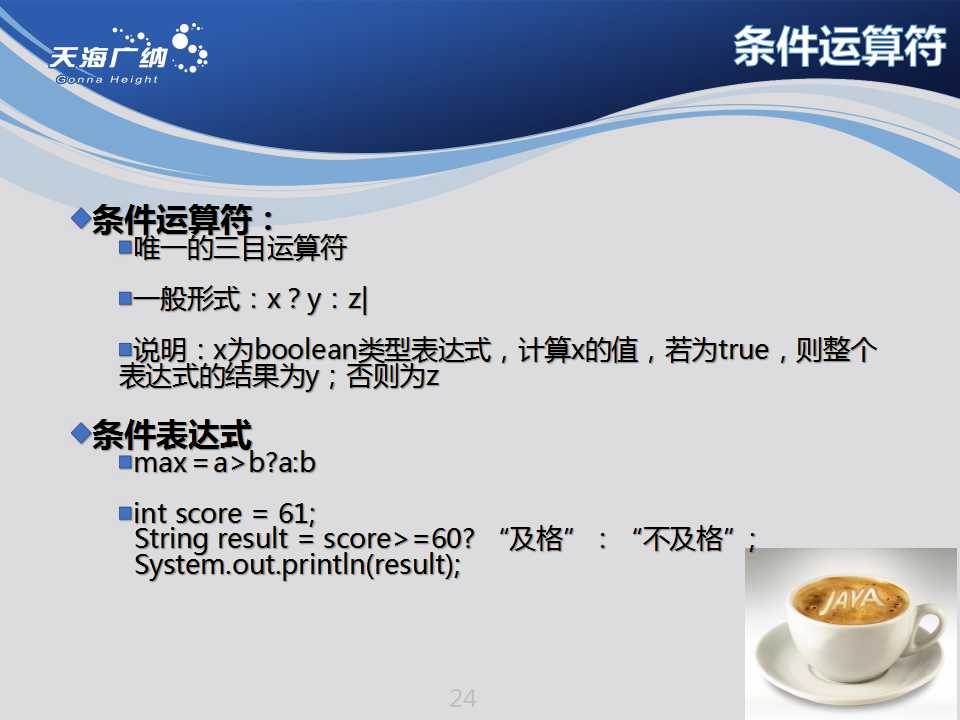 天海广纳
Gonna Height
条件运算符
条件运算符：
唯一的三目运算符
一般形式：x？y：z|
说明：x为boolean类型表达式，计算x的值，若为true，则整个
表达式的结果为y；否则为z
条件表达式
max＝a>b?a:b
int score = 61;
String result = score>=60? “及格” : “不及格”;
System.out.println(result);
JAVA
24